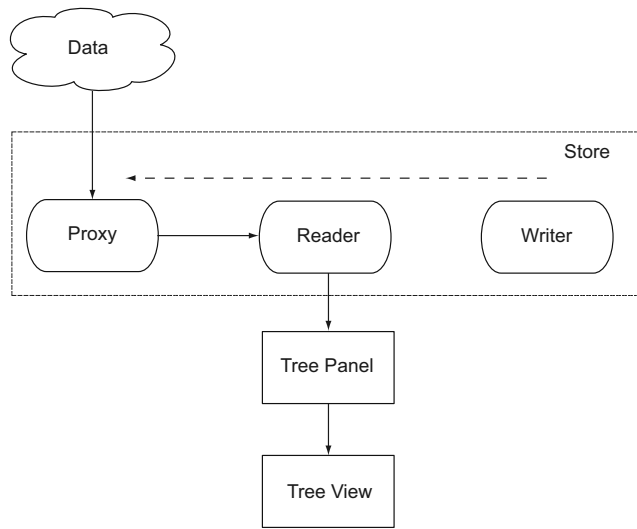 Data
Store
Proxy
Reader
Writer
Tree Panel
Tree View